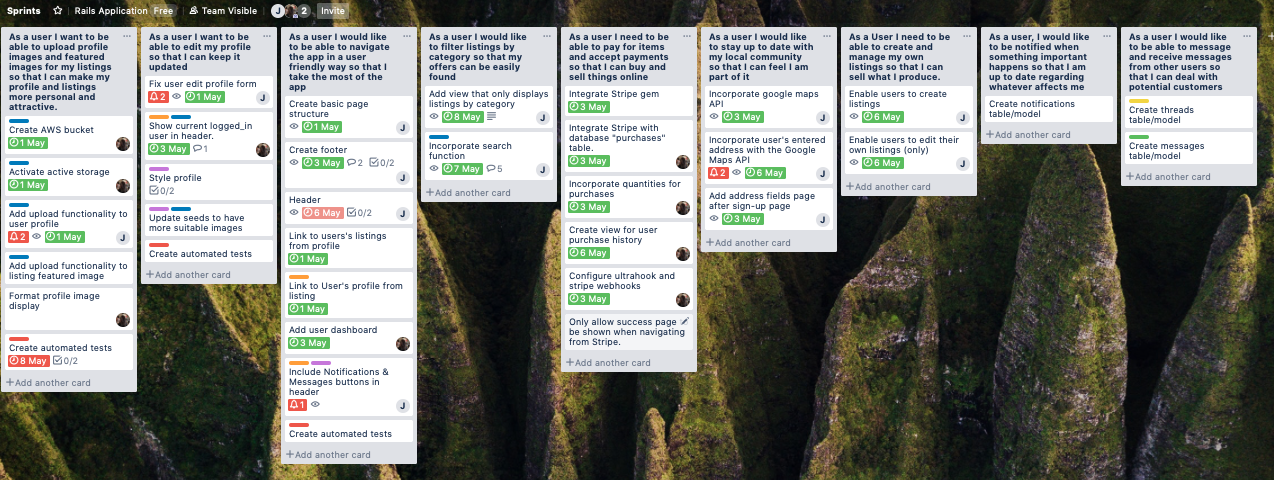 Sprints
Rails Application Free
Team Visible
J
2
Invite
As a user I want to be
able to upload profile
images and featured
images for my listings
so that I can make my
profile and listings
more personal and
attractive.
Create AWS bucket
1 May
Activate active storage
1 May
Add upload functionality to
user profile
2
1 May
J
Add upload functionality to
listing featured image
Format profile image
display
Create automated tests
8 May
0/2
+ Add another card
As a user I want to be
able to edit my profile
so that I can keep it
updated
Fix user edit profile form
2
1 May
J
Show current logged_in
user in header.
3 May
1
Style profile
0/2
Update seeds to have
more suitable images
Create automated tests
+ Add another card
As a user I would like
to be able to navigate
the app in a user
friendly way so that I
take the most of the
app
Create basic page
structure
1 May
J
Create footer
3 May
2
0/2
J
Header
6 May
0/2
J
Link to users's listings
from profile
1 May
Link to User's profile from
listing
1 May
Add user dashboard
3 May
Include Notifications &
Messages buttons in
header
1
J
Create automated tests
+ Add another card
As a user I would like
to filter listings by
category so that my
offers can be easily
found
Add view that only displays
listings by category
8 May
J
Incorporate search
function
7 May
5
J
+ Add another card
As a user I need to be
able to pay for items
and accept payments
so that I can buy and
sell things online
Integrate Stripe gem
3 May
Integrate Stripe with
database "purchases"
table.
3 May
Incorporate quantities for
purchases
3 May
Create view for user
purchase history
6 May
Configure ultrahook and
stripe webhooks
3 May
Only allow success page
be shown when navigating
from Stripe.
+ Add another card
As a user I would like
to stay up to date with
my local community
so that I can feel I am
part of it
Incorporate google maps
API
3 May
J
Incorporate user's entered
address with the Google
Maps API
2
6 May
J
Add address fields page
after sign-up page
3 May
J
+ Add another card
As a User I need to be
able to create and
manage my own
listings so that I can
sell what I produce.
Enable users to create
listings
6 May
J
Enable users to edit their
own listings (only)
6 May
J
+ Add another card
As a user, I would like
to be notified when
something important
happens so that I am
up to date regarding
whatever affects me
Create notifications
table/model
+ Add another card
As a user I would like
to be able to message
and receive messages
from other users so
that I can deal with
potential customers
Create threads
table/model
Create messages
table/model
+ Add another card